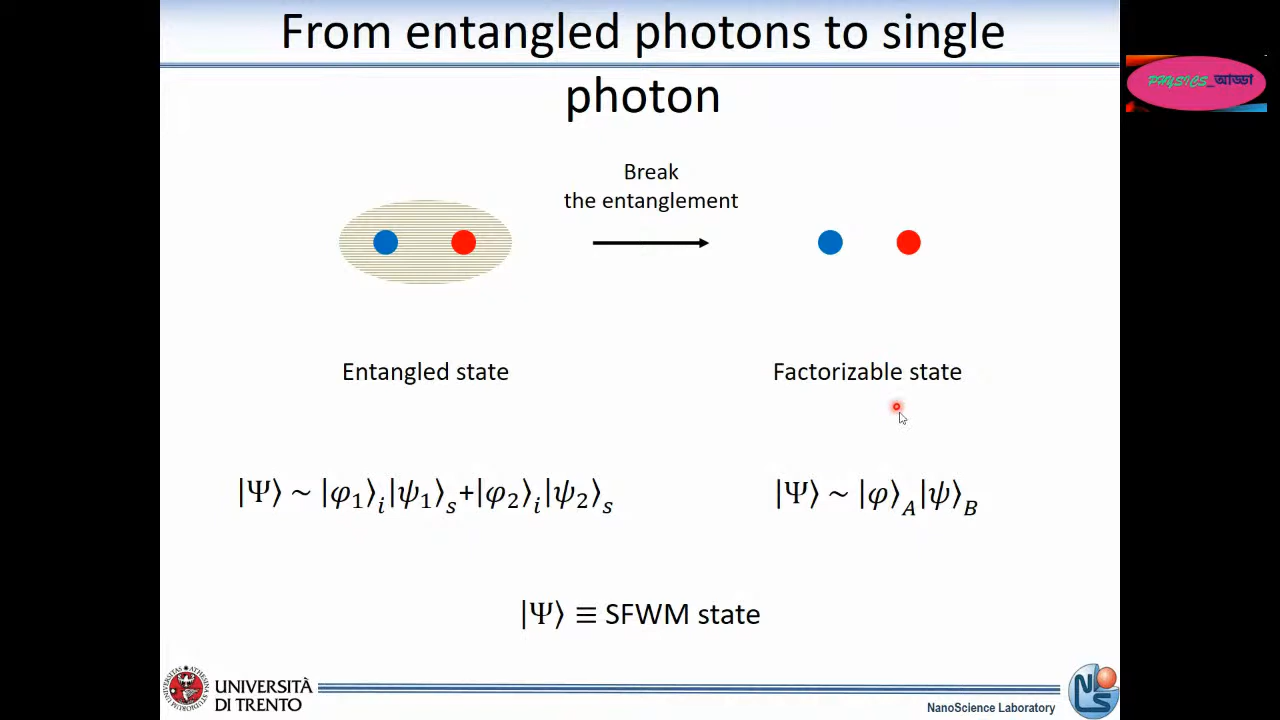 From entangled photons to single
photon
PHYSICS_আড্ডা
Break
the entanglement
Entangled state
Factorizable state
|Ψ⟩ ~ |φ₁⟩ᵢ|ψ₁⟩ₛ+|φ₂⟩ᵢ|ψ₂⟩ₛ
|Ψ⟩ ~ |φ⟩_A|ψ⟩_B
|Ψ⟩ ≡ SFWM state
UNIVERSITÀ
DI TRENTO
NanoScience Laboratory